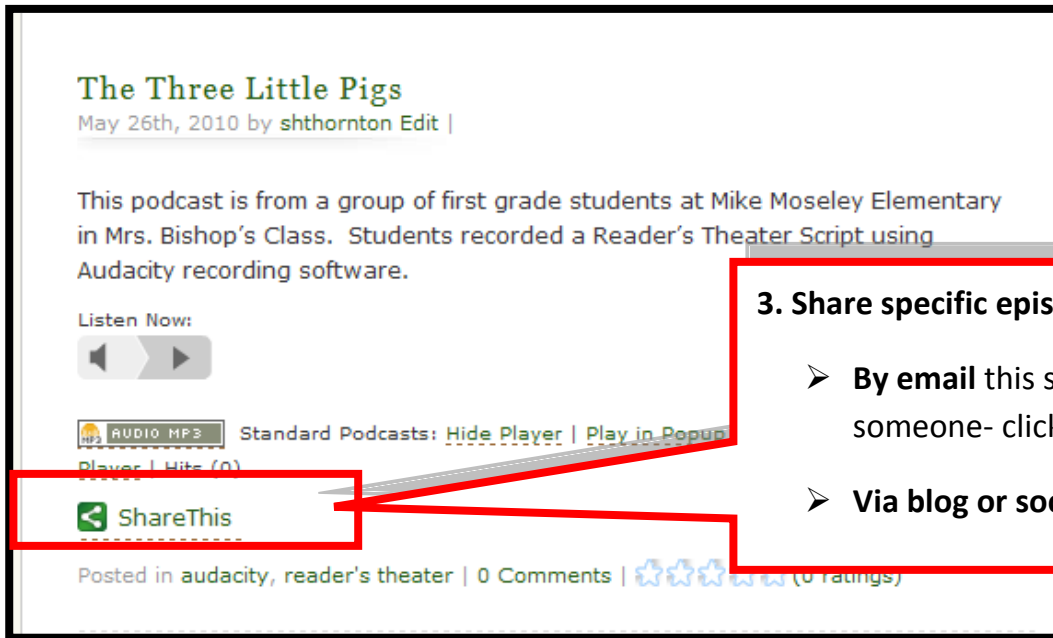 The Three Little Pigs
May 26th, 2010 by shthornton Edit |
This podcast is from a group of first grade students at Mike Moseley Elementary
in Mrs. Bishop's Class. Students recorded a Reader's Theater Script using
Audacity recording software.
Listen Now:
MP3 AUDIO MP3 Standard Podcasts: Hide Player | Play in Popup
Player | Hits (0)
ShareThis
Posted in audacity, reader's theater | 0 Comments | (0 ratings)
3. Share specific
➢ By email this
someone-
➢ Via blog or